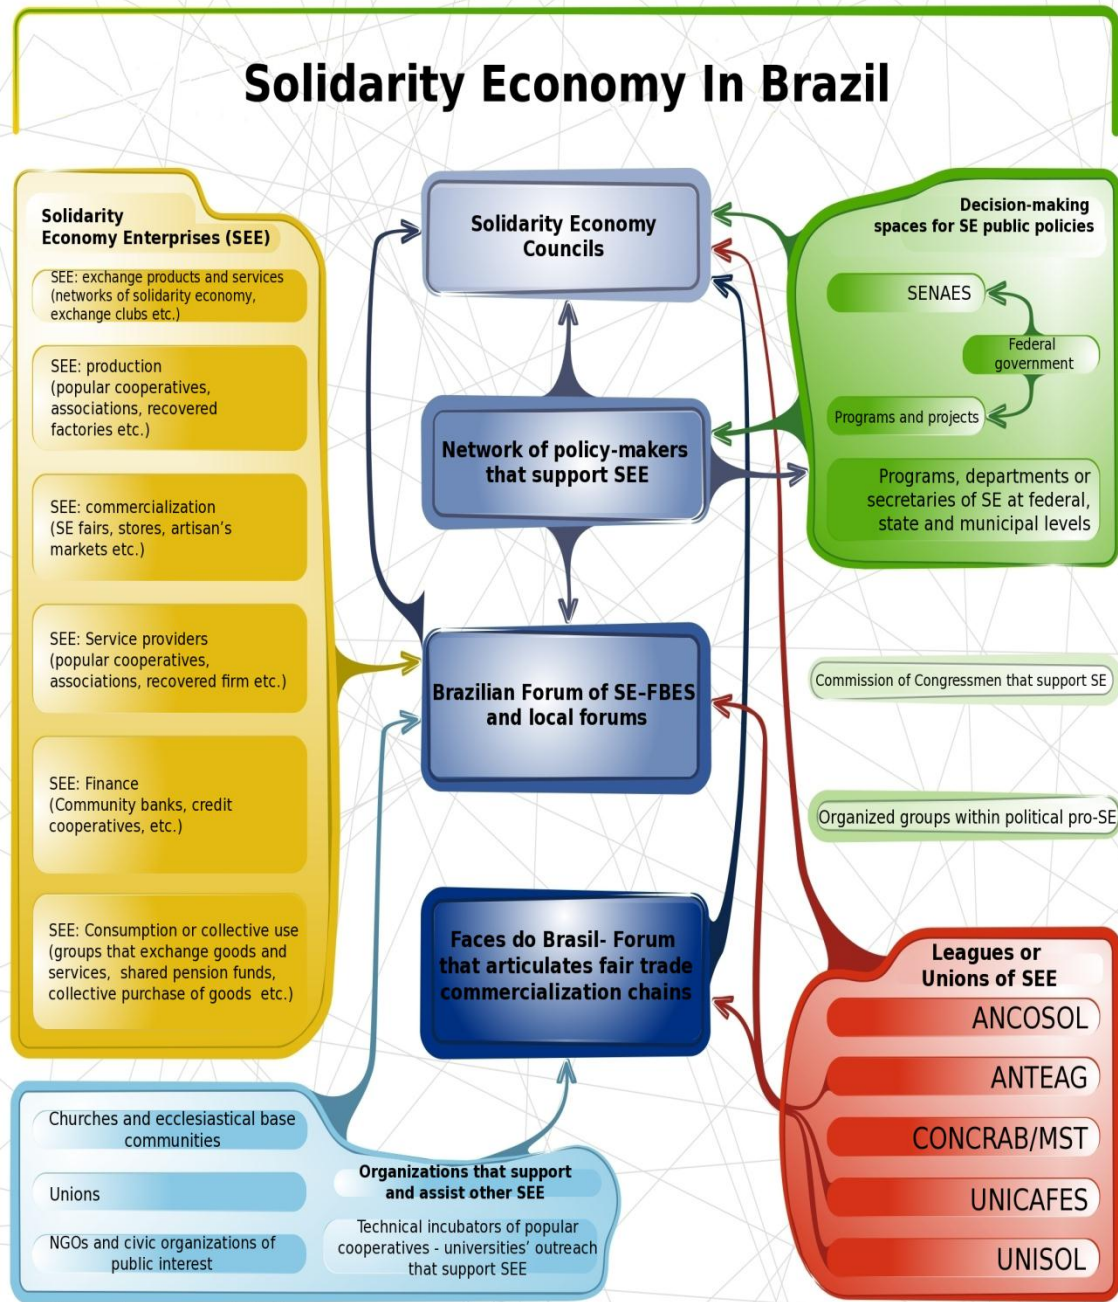 Solidarity Economy In Brazil
Solidarity
Economy Enterprises (SEE)
SEE: exchange products and services
(networks of solidarity economy,
exchange clubs etc.)
SEE: production
(popular cooperatives,
associations, recovered
factories etc.)
SEE: commercialization
(SE fairs, stores, artisan's
markets etc.)
SEE: Service providers
(popular cooperatives,
associations, recovered firm etc.)
SEE: Finance
(Community banks, credit
cooperatives, etc.)
SEE: Consumption or collective use
(groups that exchange goods and
services, shared pension funds,
collective purchase of goods etc.)
Solidarity Economy
Councils
Network of policy-makers
that support SEE
Brazilian Forum of SE–FBES
and local forums
Faces do Brasil- Forum
that articulates fair trade
commercialization chains
Decision-making
spaces for SE public policies
SENAES
Federal
government
Programs and projects
Programs, departments or
secretaries of SE at federal,
state and municipal levels
Commission of Congressmen that support SE
Organized groups within political pro-SE
Leagues or
Unions of SEE
ANCOSOL
ANTEAG
CONCRAB/MST
UNICAFES
UNISOL
Churches and ecclesiastical base
communities
Unions
NGOs and civic organizations of
public interest
Organizations that support
and assist other SEE
Technical incubators of popular
cooperatives - universities' outreach
that support SEE